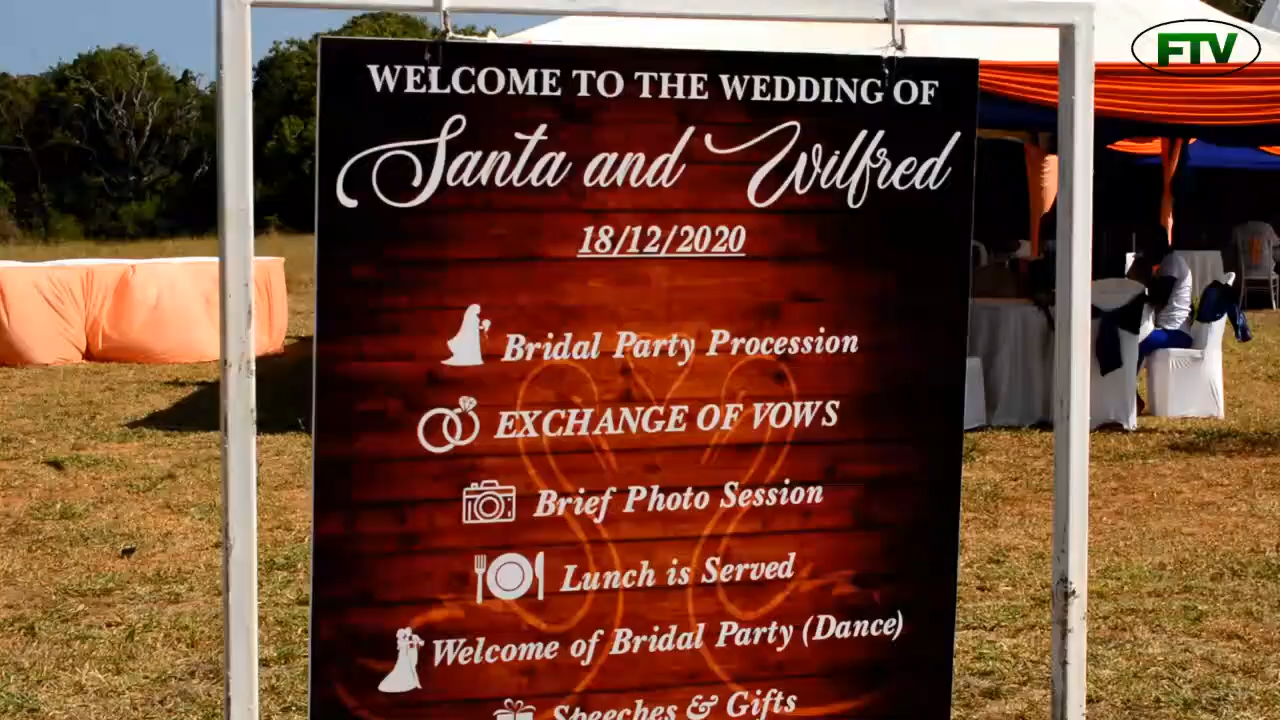 FTV
WELCOME TO THE WEDDING OF
Santa and Wilfred
18/12/2020
Bridal Party Procession
EXCHANGE OF VOWS
Brief Photo Session
Lunch is Served
Welcome of Bridal Party (Dance)
Speeches & Gifts